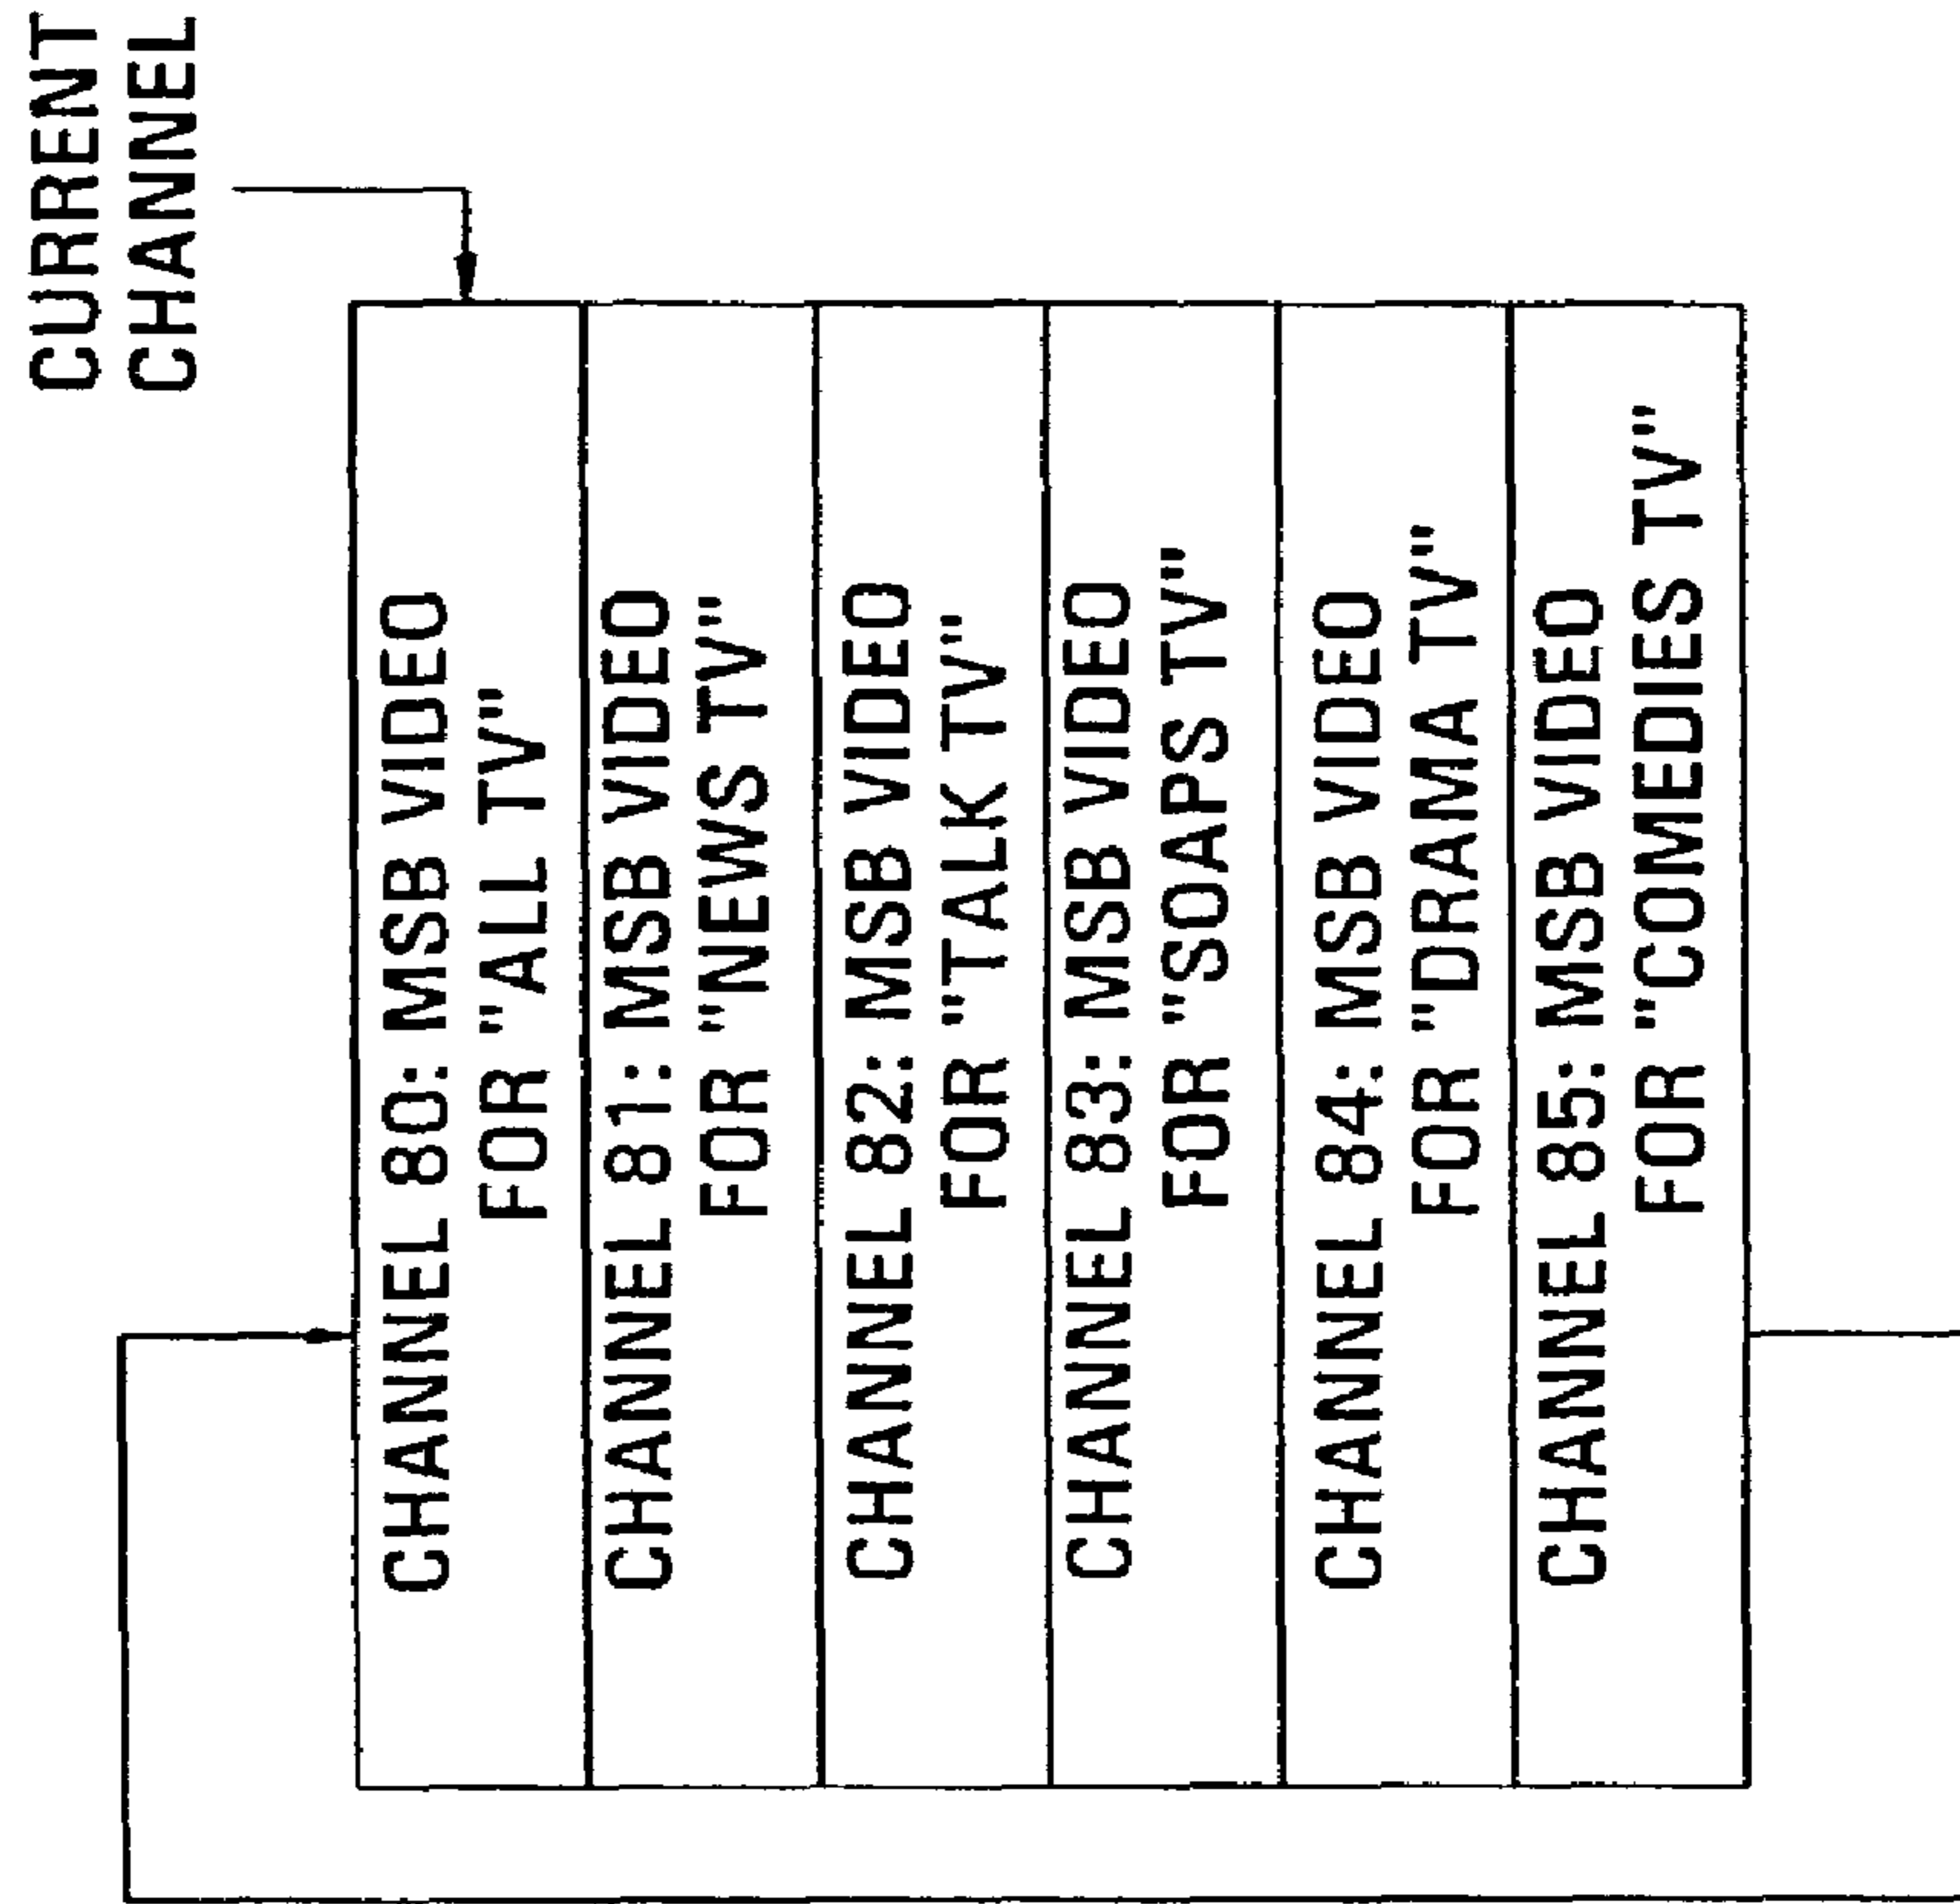 CURRENT
CHANNEL
CHANNEL 80: MSB VIDEO
FOR "ALL TV"
CHANNEL 81: MSB VIDEO
FOR "NEWS TV"
CHANNEL 82: MSB VIDEO
FOR "TALK TV"
CHANNEL 83: MSB VIDEO
FOR "SOAPS TV"
CHANNEL 84: MSB VIDEO
FOR "DRAMA TV"
CHANNEL 85: MSB VIDEO
FOR "COMEDIES TV"